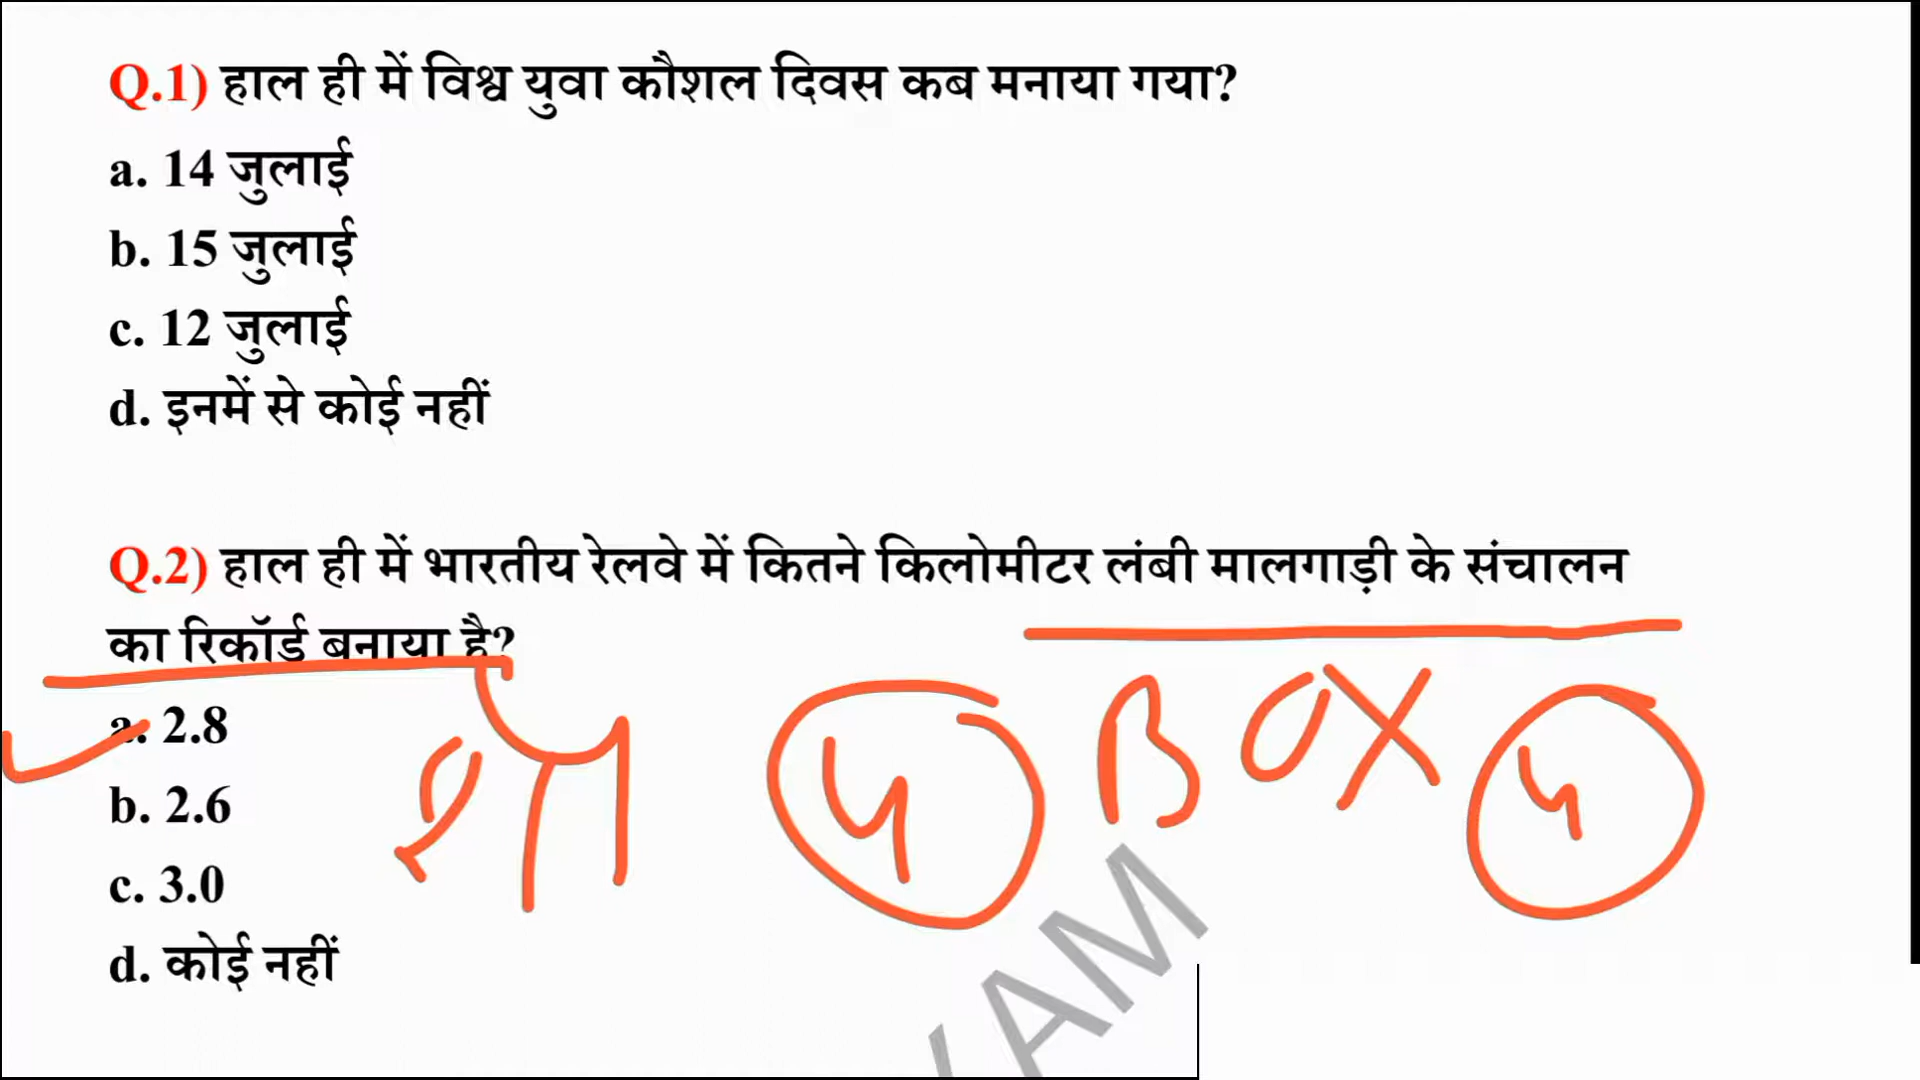 Q.1) हाल ही में विश्व युवा कौशल दिवस कब मनाया गया?
a. 14 जुलाई
b. 15 जुलाई
c. 12 जुलाई
d. इनमें से कोई नहीं
Q.2) हाल ही में भारतीय रेलवे में कितने किलोमीटर लंबी मालगाड़ी के संचालन
का रिकॉर्ड बनाया है?
a. 2.8
b. 2.6
c. 3.0
d. कोई नहीं
BOX